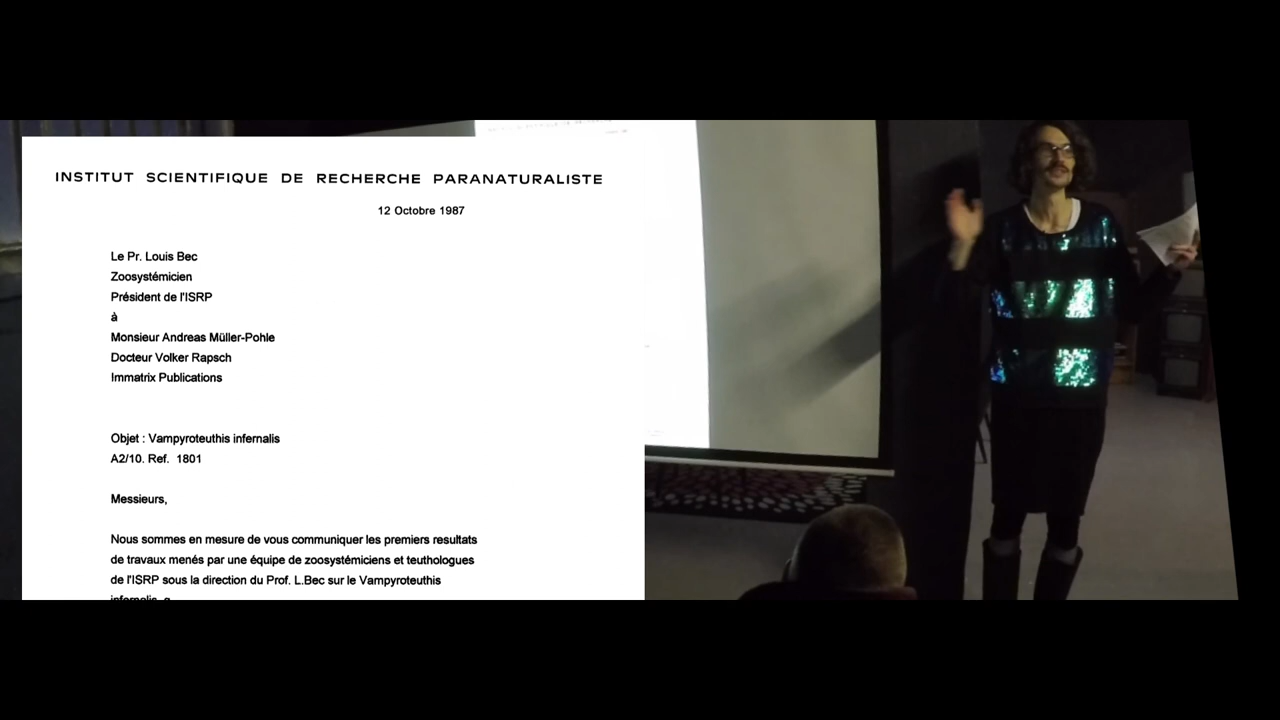 INSTITUT SCIENTIFIQUE DE RECHERCHE PARANATURALISTE
12 Octobre 1987
Le Pr. Louis Bec
Zoosystémicien
Président de l'ISRP
à
Monsieur Andreas Müller-Pohle
Docteur Volker Rapsch
Immatrix Publications
Objet : Vampyroteuthis infernalis
A2/10. Ref. 1801
Messieurs,
Nous sommes en mesure de vous communiquer les premiers resultats
de travaux menés par une équipe de zoosystémiciens et teuthologues
de l'ISRP sous la direction du Prof. L.Bec sur le Vampyroteuthis